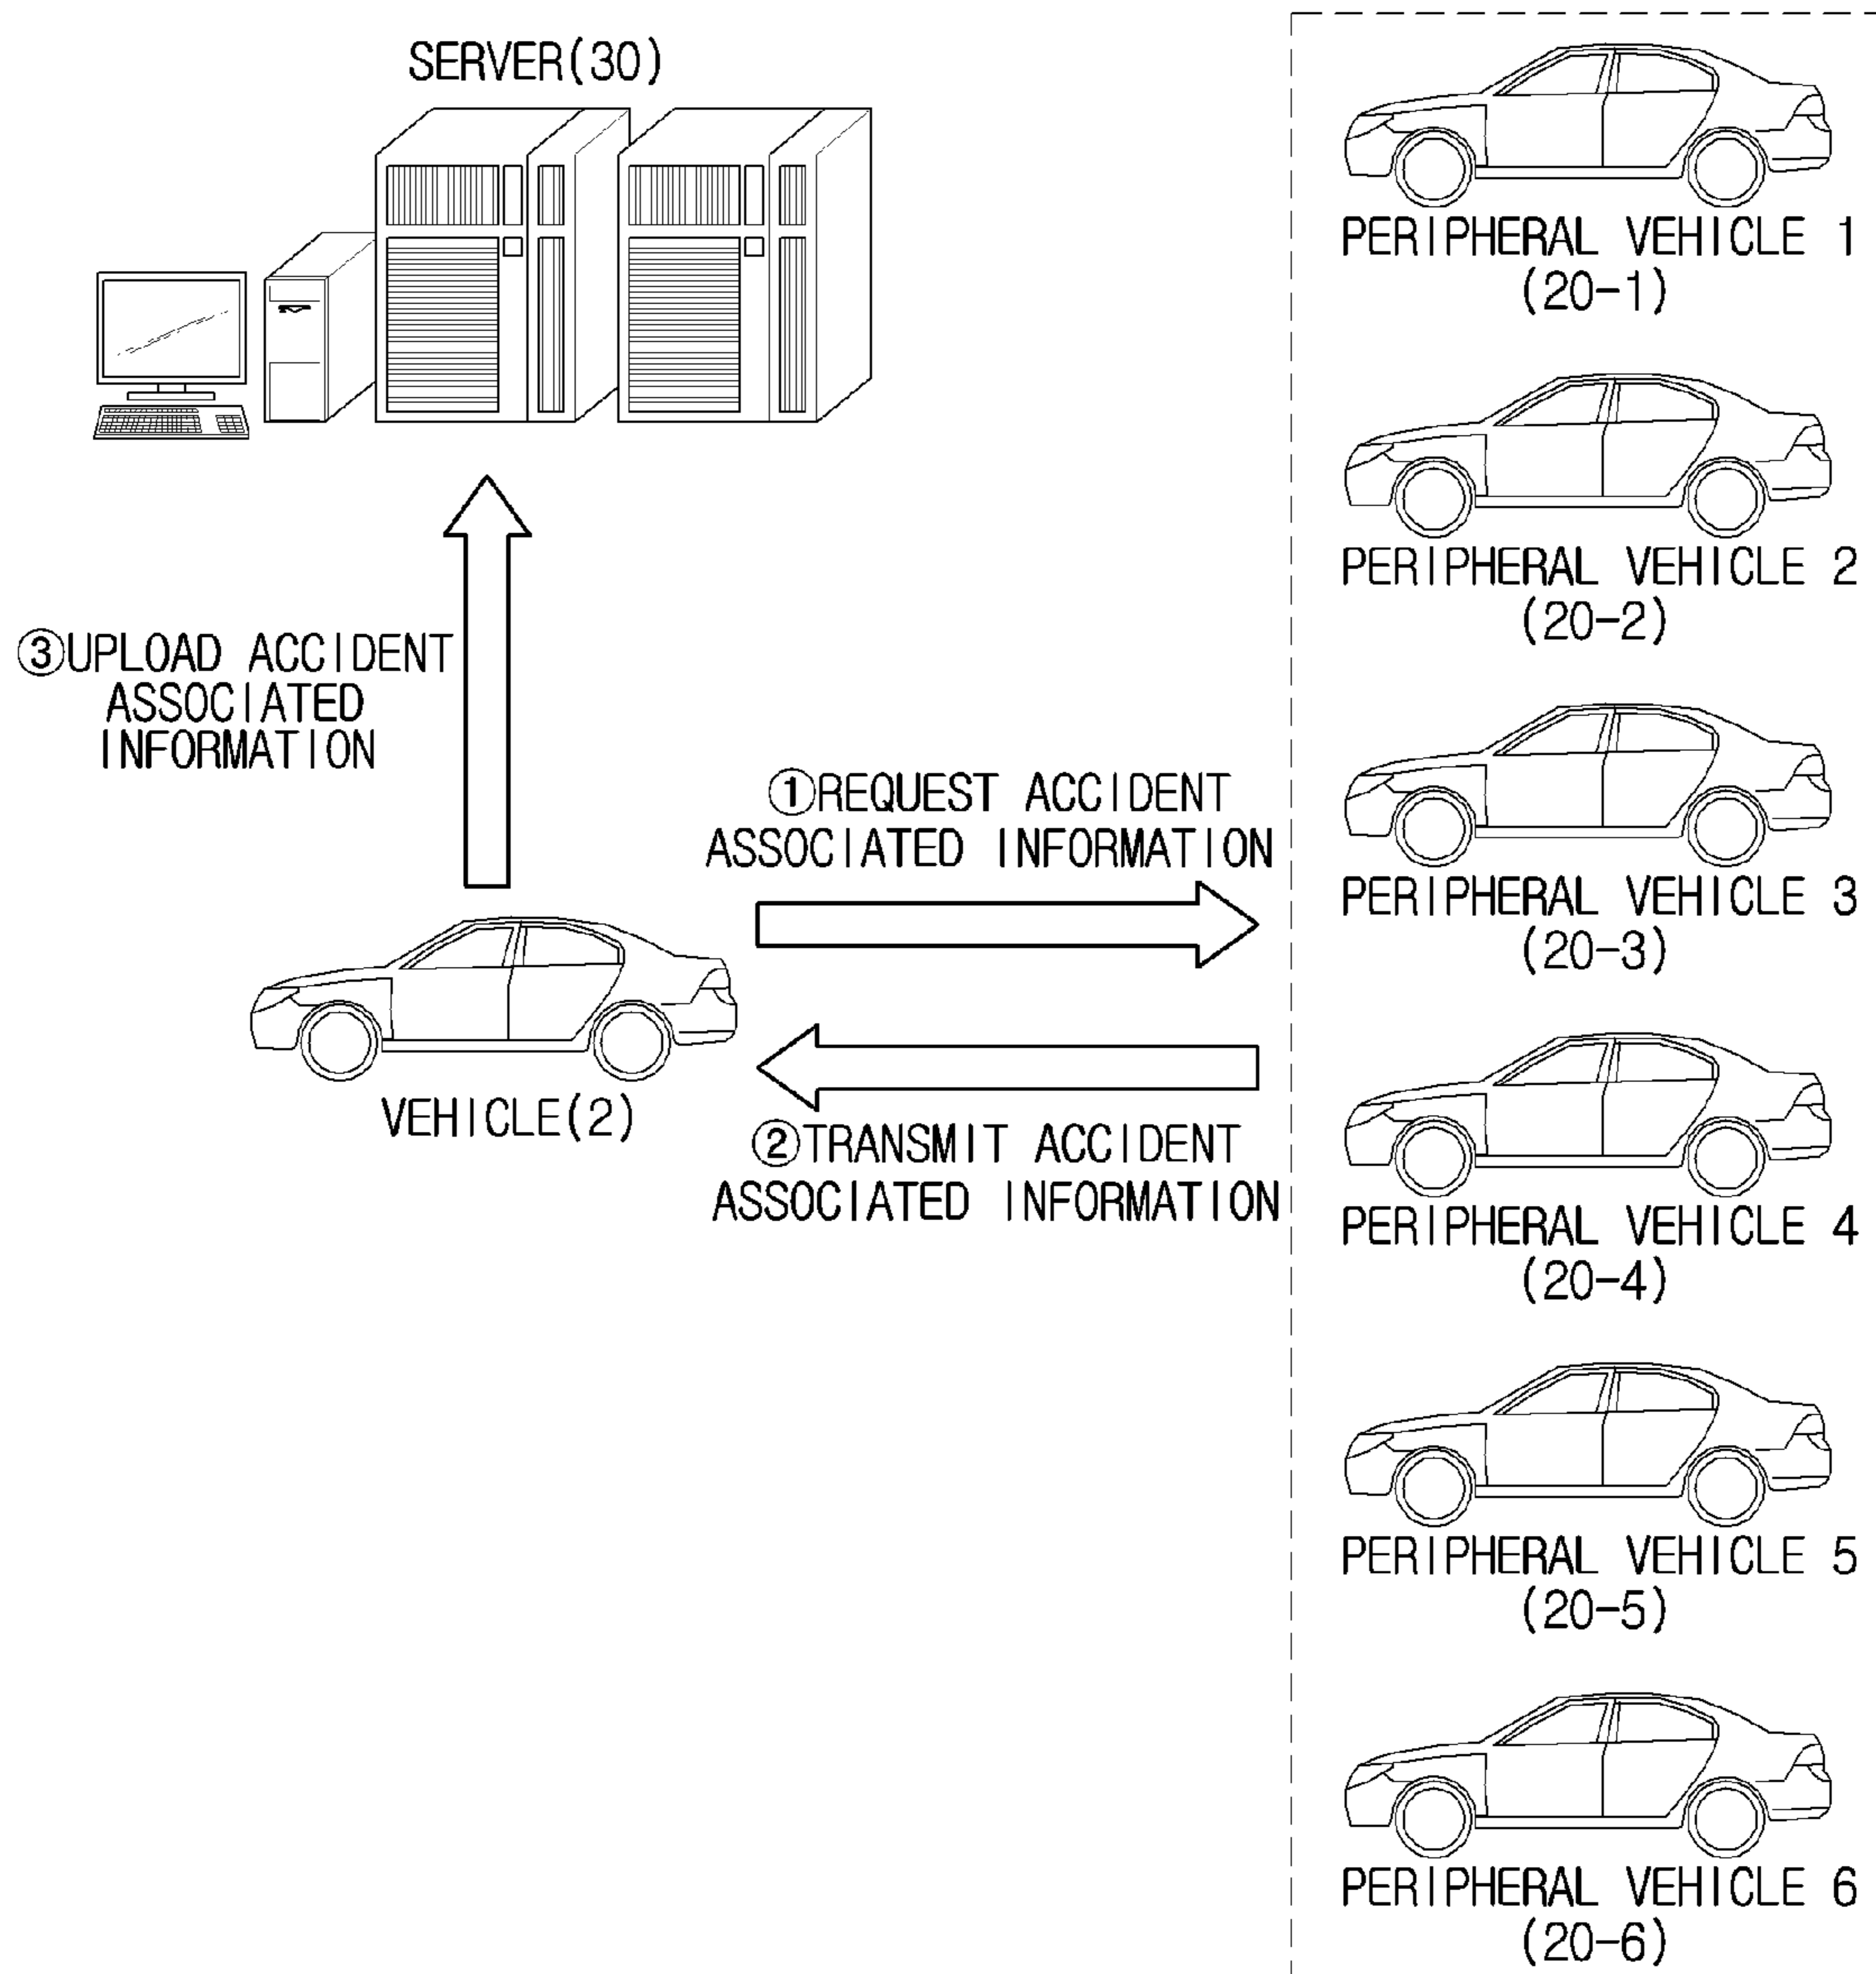 SERVER(30)
③UPLOAD ACCIDENT
ASSOCIATED
INFORMATION
①REQUEST ACCIDENT
ASSOCIATED INFORMATION
VEHICLE(2)
②TRANSMIT ACCIDENT
ASSOCIATED INFORMATION
PERIPHERAL VEHICLE 1
(20-1)
PERIPHERAL VEHICLE 2
(20-2)
PERIPHERAL VEHICLE 3
(20-3)
PERIPHERAL VEHICLE 4
(20-4)
PERIPHERAL VEHICLE 5
(20-5)
PERIPHERAL VEHICLE 6
(20-6)